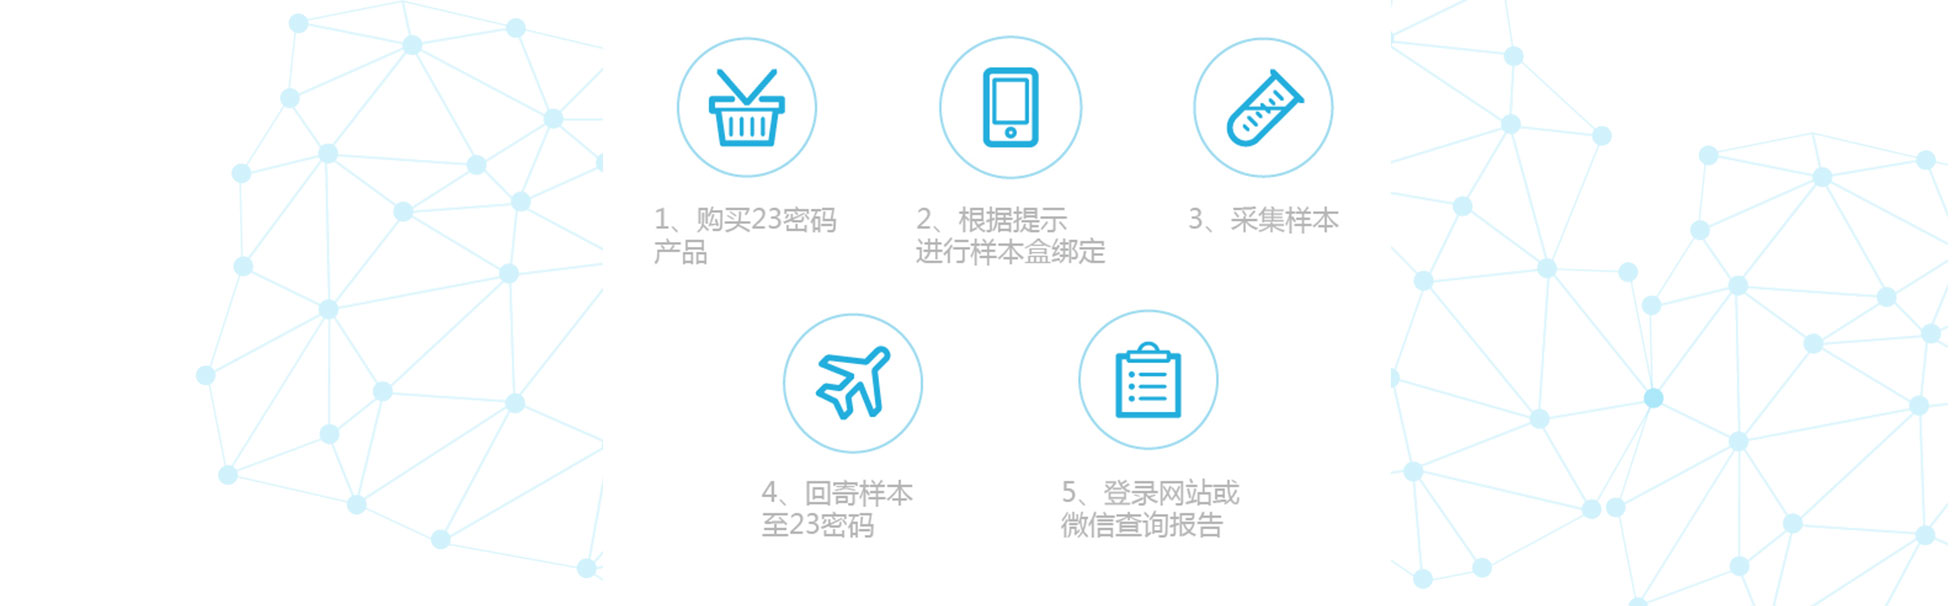 1、购买23密码
产品
2、根据提示
进行样本盒绑定
3、采集样本
4、回寄样本
至23密码
5、登录网站或
微信查询报告